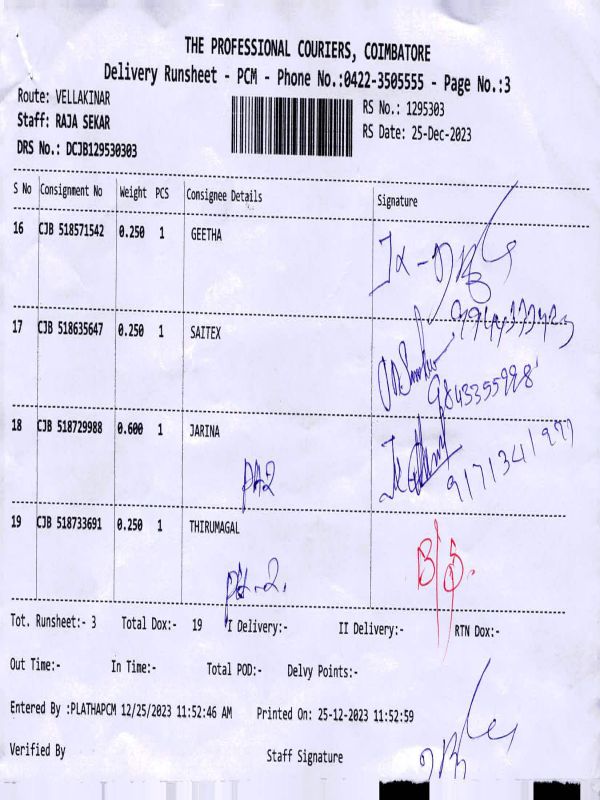 THE PROFESSIONAL COURIERS, COIMBATORE
Delivery Runsheet - PCM - Phone No.:0422-3505555 - Page No.:3
Route: VELLAKINAR
RS No.: 1295303
Staff: RAJA SEKAR
RS Date: 25-Dec-2023
DRS No.: DCJB129530303
S No Consignment No Weight PCS Consignee Details Signature
16 CJB 518571542 0.250 1 GEETHA
17 CJB 518635647 0.250 1 SAITEX
9843355998
18 CJB 518729988 0.600 1 JARINA
9171341977
19 CJB 518733691 0.250 1 THIRUMAGAL
Tot. Runsheet:- 3 Total Dox:- 19 I Delivery:- II Delivery:- RTN Dox:-
Out Time:- In Time:- Total POD:- Delvy Points:-
Entered By :PLATHAPCM 12/25/2023 11:52:46 AM Printed On: 25-12-2023 11:52:59
Verified By Staff Signature